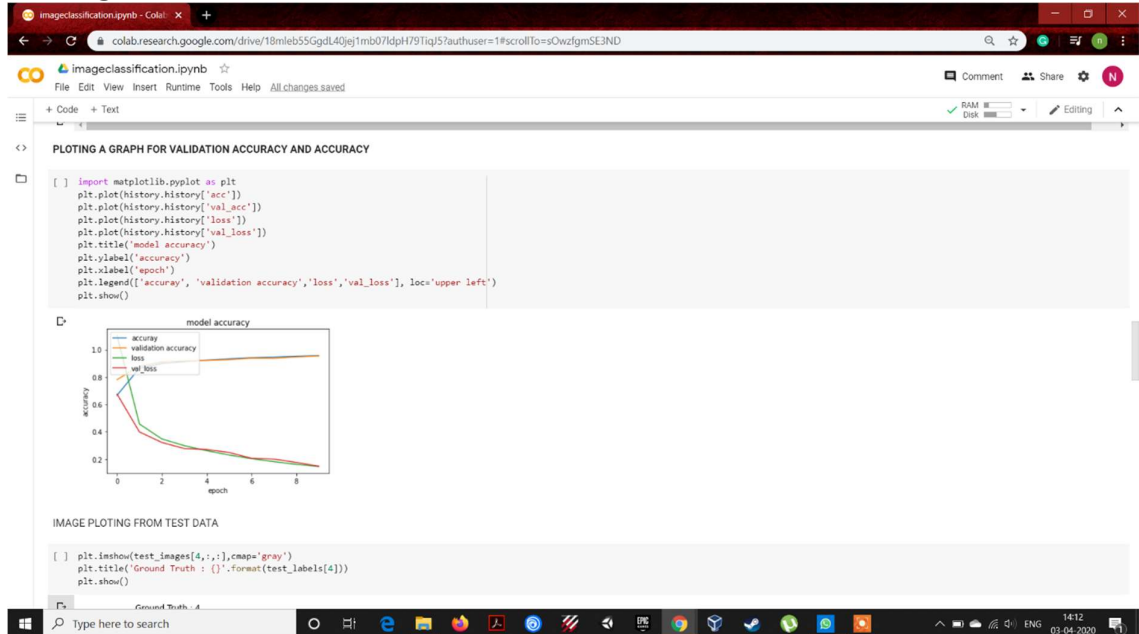 imageclassification.ipynb - Colab
colab.research.google.com/drive/18mleb55GgdL40jej1mb07ldpH79TiqJ5?authuser=1#scrollTo=sOwzfgmSE3ND
imageclassification.ipynb
Comment Share N
File Edit View Insert Runtime Tools Help All changes saved
+ Code + Text
RAM
Disk
Editing
PLOTING A GRAPH FOR VALIDATION ACCURACY AND ACCURACY
[ ] import matplotlib.pyplot as plt
plt.plot(history.history['acc'])
plt.plot(history.history['val_acc'])
plt.plot(history.history['loss'])
plt.plot(history.history['val_loss'])
plt.title('model accuracy')
plt.ylabel('accuracy')
plt.xlabel('epoch')
plt.legend(['accuray', 'validation accuracy','loss','val_loss'], loc='upper left')
plt.show()
model accuracy
accuray
validation accuracy
loss
val_loss
1.0
0.8
0.6
0.4
0.2
accuracy
0 2 4 6 8
epoch
IMAGE PLOTING FROM TEST DATA
[ ] plt.imshow(test_images[4,:,:],cmap='gray')
plt.title('Ground Truth : {}'.format(test_labels[4]))
plt.show()
Ground Truth : 4
Type here to search
EPIC
ENG
14:12
03-04-2020